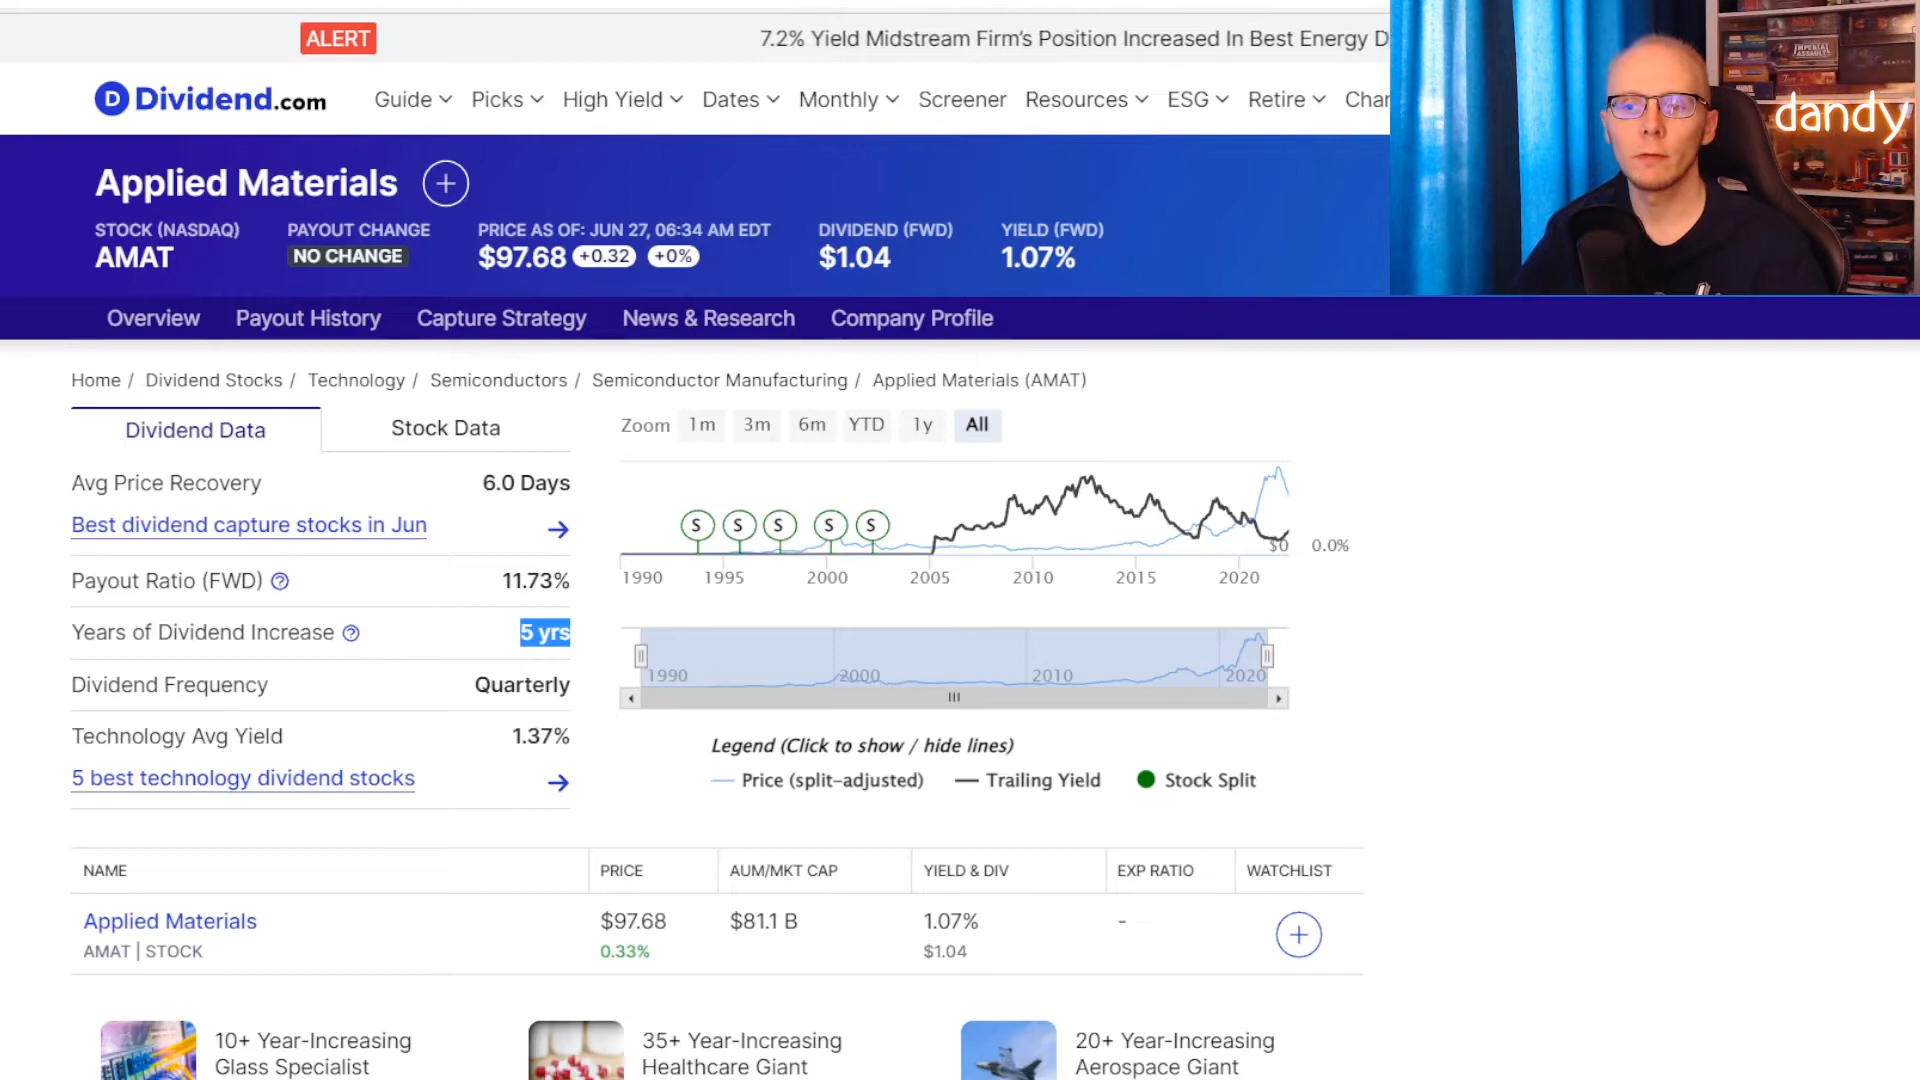 ALERT
7.2% Yield Midstream Firm's Position Increased In Best Energy D
D Dividend.com
Guide
Picks
High Yield
Dates
Monthly
Screener
Resources
ESG
Retire
Char
dandy
IMPERIAL
ASSAULT
Applied Materials
STOCK (NASDAQ)
AMAT
PAYOUT CHANGE
NO CHANGE
PRICE AS OF: JUN 27, 06:34 AM EDT
$97.68 +0.32 +0%
DIVIDEND (FWD)
$1.04
YIELD (FWD)
1.07%
Overview
Payout History
Capture Strategy
News & Research
Company Profile
Home / Dividend Stocks / Technology / Semiconductors / Semiconductor Manufacturing / Applied Materials (AMAT)
Dividend Data
Stock Data
Avg Price Recovery 6.0 Days
Best dividend capture stocks in Jun
Payout Ratio (FWD) 11.73%
Years of Dividend Increase 5 yrs
Dividend Frequency Quarterly
Technology Avg Yield 1.37%
5 best technology dividend stocks
Zoom 1m 3m 6m YTD 1y All
S S S S S
$0 0.0%
1990 1995 2000 2005 2010 2015 2020
1990 2000 2010 2020
Legend (Click to show / hide lines)
Price (split-adjusted) Trailing Yield Stock Split
NAME PRICE AUM/MKT CAP YIELD & DIV EXP RATIO WATCHLIST
Applied Materials $97.68 $81.1 B 1.07% -
AMAT | STOCK 0.33% $1.04
10+ Year-Increasing
Glass Specialist
35+ Year-Increasing
Healthcare Giant
20+ Year-Increasing
Aerospace Giant